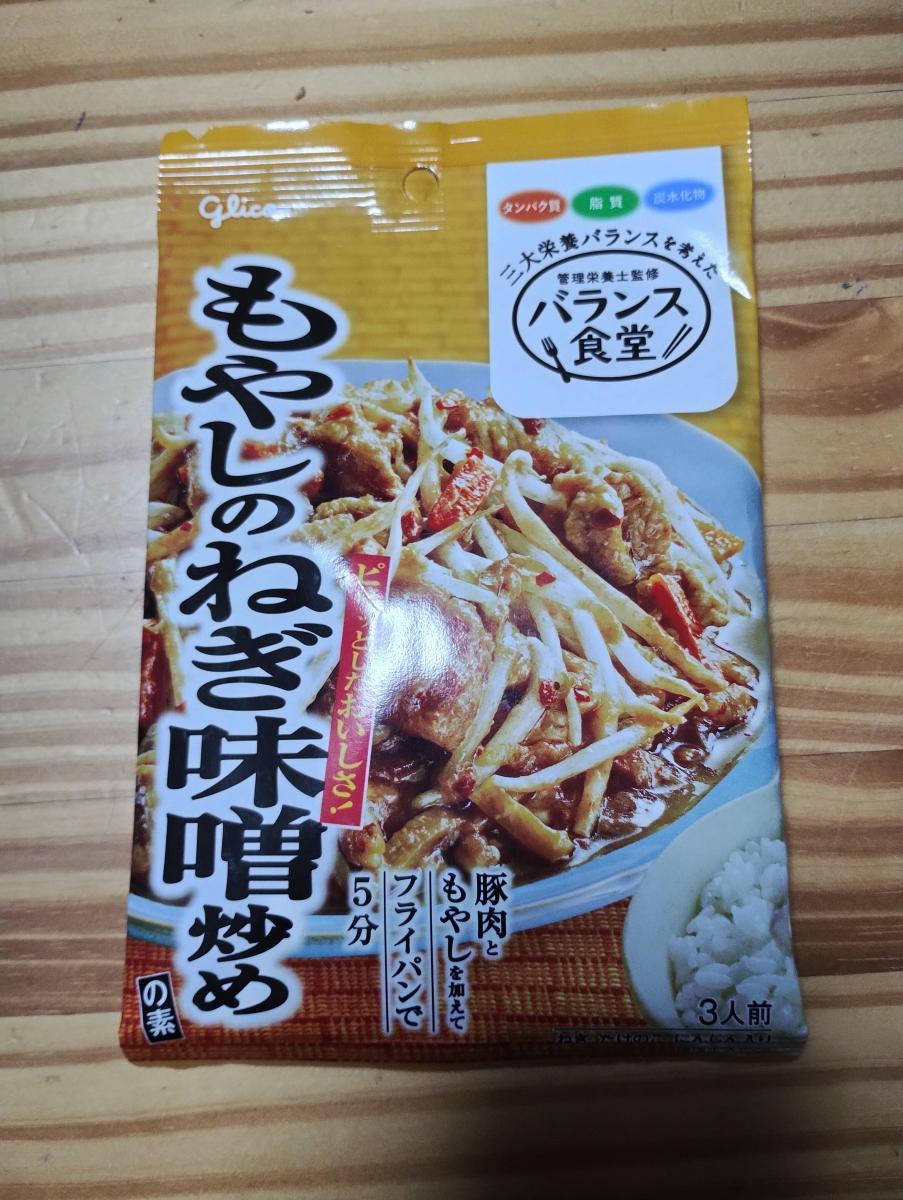 glico
タンパク質 脂質 炭水化物
三大栄養バランスを考えた
管理栄養士監修
バランス
食堂
もやしのねぎ味噌炒め
の素
ピリッとしたおいしさ!
豚肉と
もやしを加えて
フライパンで
5分
3人前